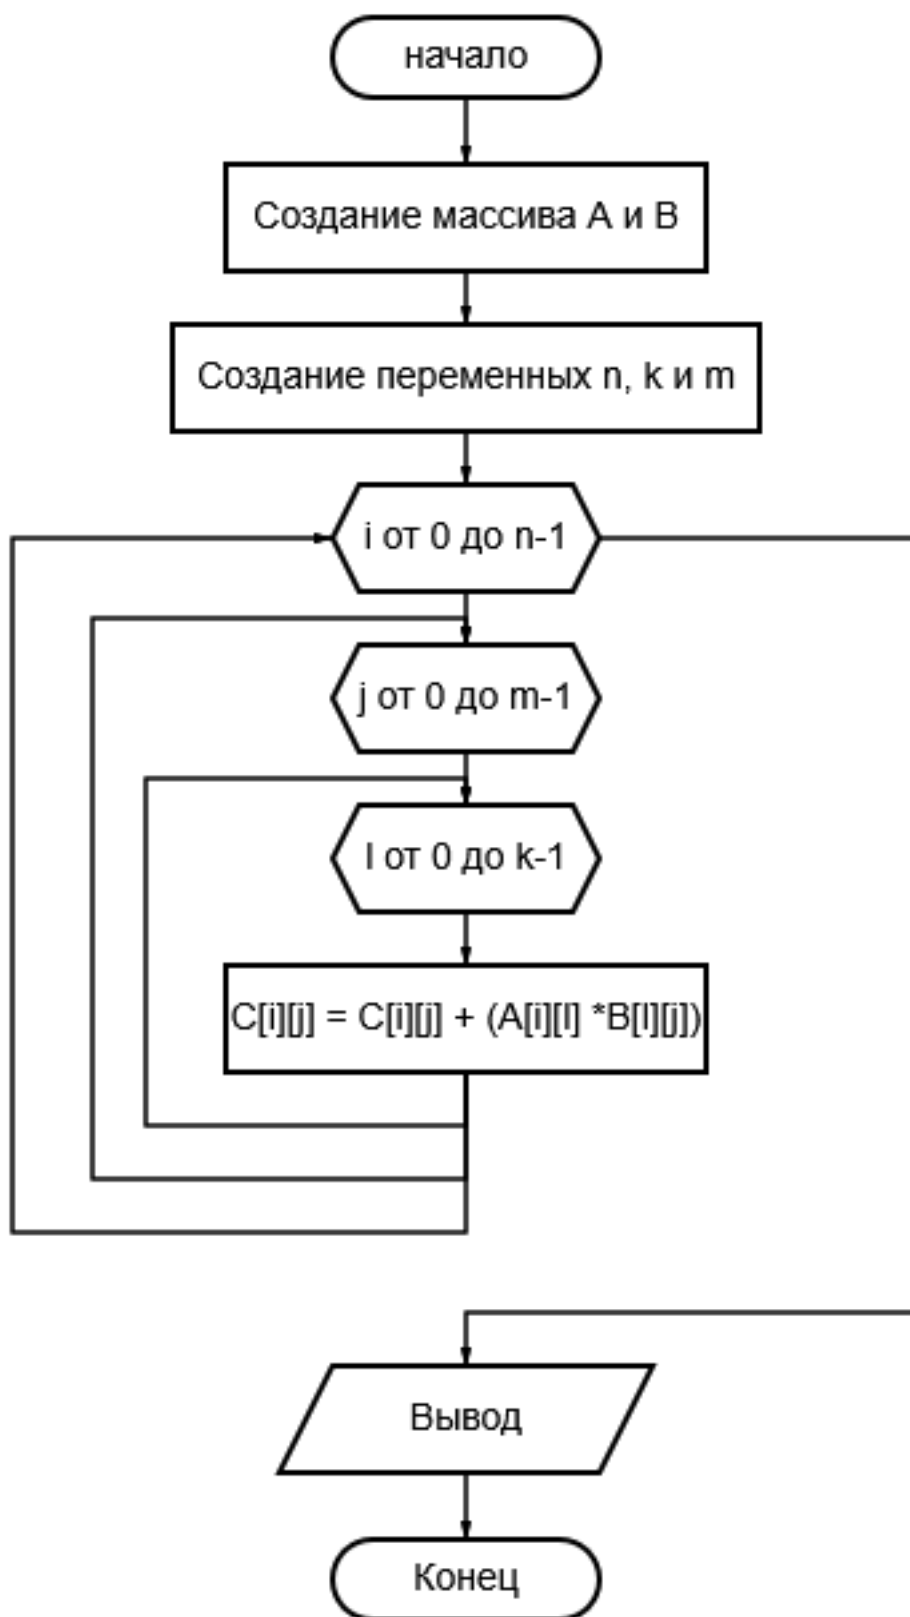 начало
Создание массива A и B
Создание переменных n, k и m
i от 0 до n-1
j от 0 до m-1
l от 0 до k-1
C[i][j] = C[i][j] + (A[i][l] *B[l][j])
Вывод
Конец